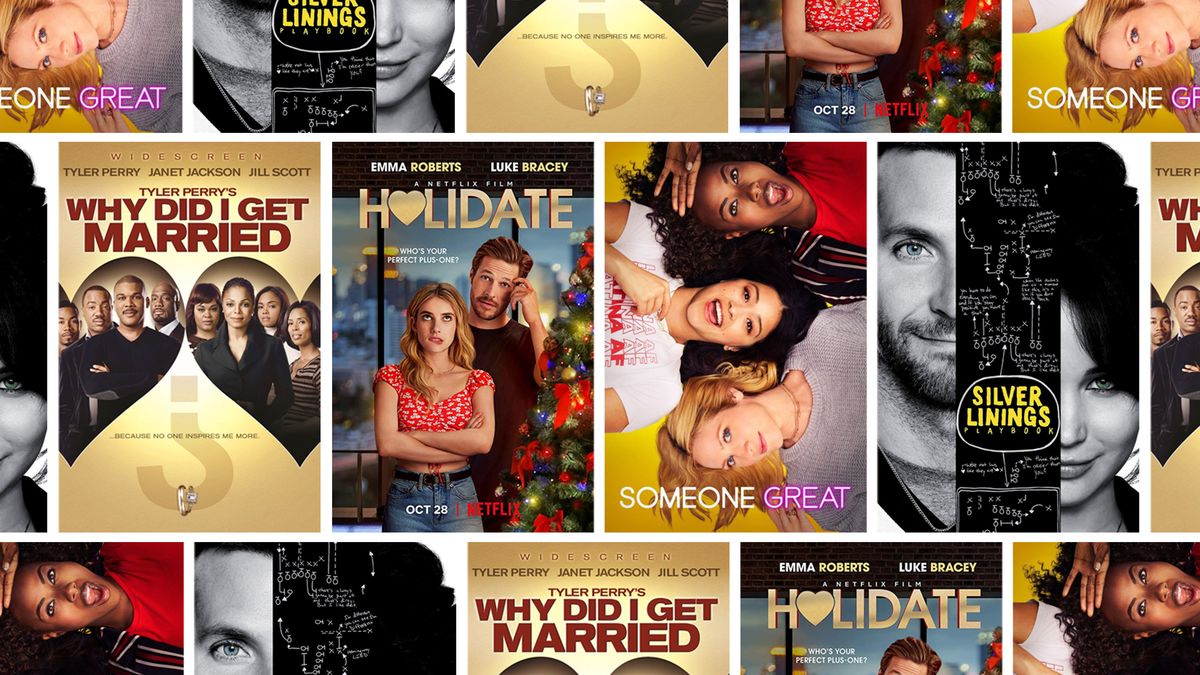 EONE GREAT
SILVER
LININGS
PLAYBOOK
...BECAUSE NO ONE INSPIRES ME MORE.
OCT 28 | NETFLIX
SOMEONE GR
WIDESCREEN
TYLER PERRY JANET JACKSON JILL SCOTT
TYLER PERRY'S
WHY DID I GET
MARRIED
?
...BECAUSE NO ONE INSPIRES ME MORE.
EMMA ROBERTS LUKE BRACEY
A NETFLIX FILM
HOLIDATE
WHO'S YOUR
PERFECT PLUS-ONE?
OCT 28 | NETFLIX
LATINA AF
SOMEONE GREAT
SILVER
LININGS
PLAYBOOK
TYLER P
WH
M
WIDESCREEN
TYLER PERRY JANET JACKSON JILL SCOTT
TYLER PERRY'S
WHY DID I GET
MARRIED
EMMA ROBERTS LUKE BRACEY
A NETFLIX FILM
HOLIDATE
WHO'S YOUR
PERFECT PLUS-ONE?